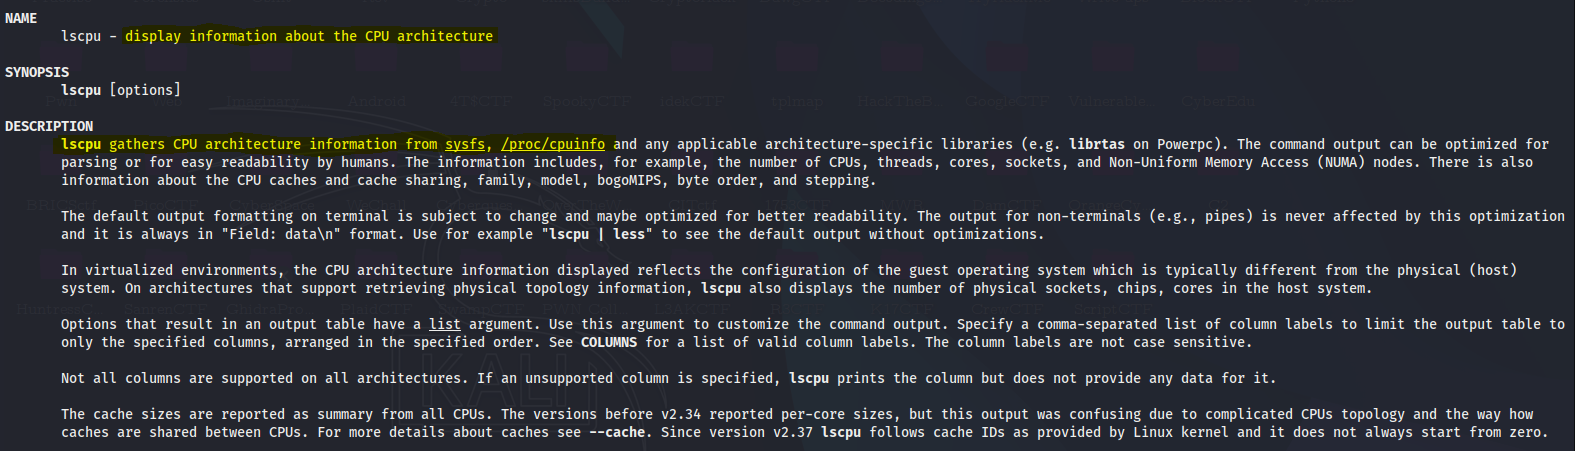 NAME
lscpu - display information about the CPU architecture
SYNOPSIS
lscpu [options]
DESCRIPTION
lscpu gathers CPU architecture information from sysfs, /proc/cpuinfo and any applicable architecture-specific libraries (e.g. librtas on Powerpc). The command output can be optimized for
parsing or for easy readability by humans. The information includes, for example, the number of CPUs, threads, cores, sockets, and Non-Uniform Memory Access (NUMA) nodes. There is also
information about the CPU caches and cache sharing, family, model, bogoMIPS, byte order, and stepping.
The default output formatting on terminal is subject to change and maybe optimized for better readability. The output for non-terminals (e.g., pipes) is never affected by this optimization
and it is always in "Field: data\n" format. Use for example "lscpu | less" to see the default output without optimizations.
In virtualized environments, the CPU architecture information displayed reflects the configuration of the guest operating system which is typically different from the physical (host)
system. On architectures that support retrieving physical topology information, lscpu also displays the number of physical sockets, chips, cores in the host system.
Options that result in an output table have a list argument. Use this argument to customize the command output. Specify a comma-separated list of column labels to limit the output table to
only the specified columns, arranged in the specified order. See COLUMNS for a list of valid column labels. The column labels are not case sensitive.
KALI
Not all columns are supported on all architectures. If an unsupported column is specified, lscpu prints the column but does not provide any data for it.
The cache sizes are reported as summary from all CPUs. The versions before v2.34 reported per-core sizes, but this output was confusing due to complicated CPUs topology and the way how
caches are shared between CPUs. For more details about caches see --cache. Since version v2.37 lscpu follows cache IDs as provided by Linux kernel and it does not always start from zero.